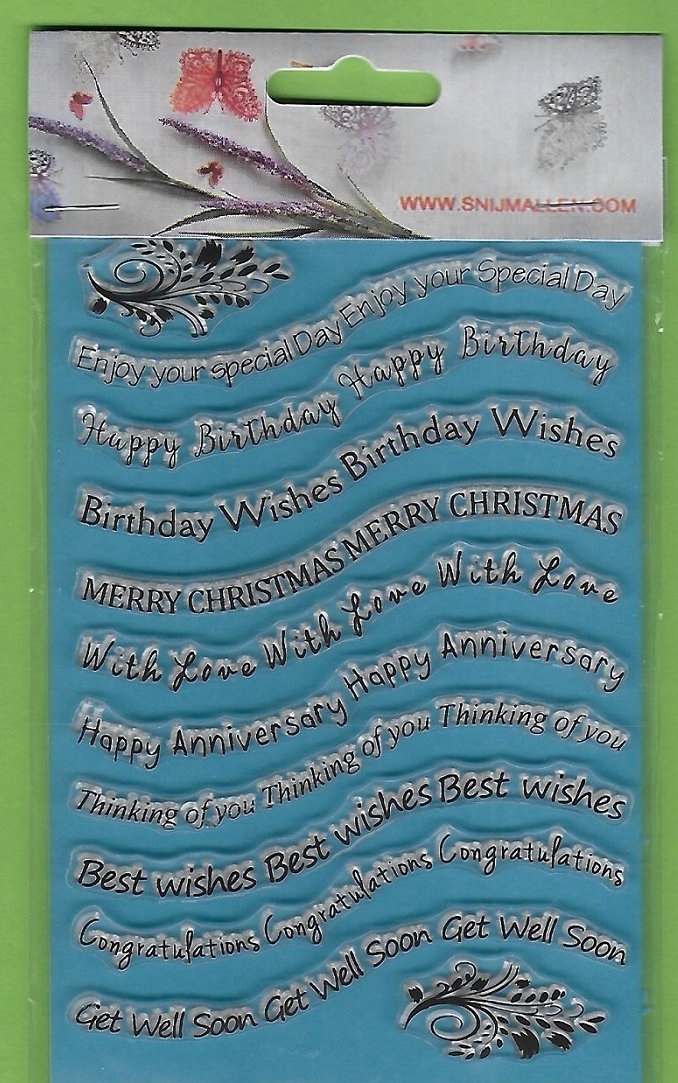 WWW.SNIJMALLEN.COM
Enjoy your special Day Enjoy your Special Day
Happy Birthday Happy Birthday
Birthday Wishes Birthday Wishes
MERRY CHRISTMAS MERRY CHRISTMAS
With Love With Love With Love
Happy Anniversary Happy Anniversary
Thinking of you Thinking of you Thinking of you
Best wishes Best wishes Best wishes
Congratulations Congratulations Congratulations
Get Well Soon Get Well Soon Get Well Soon